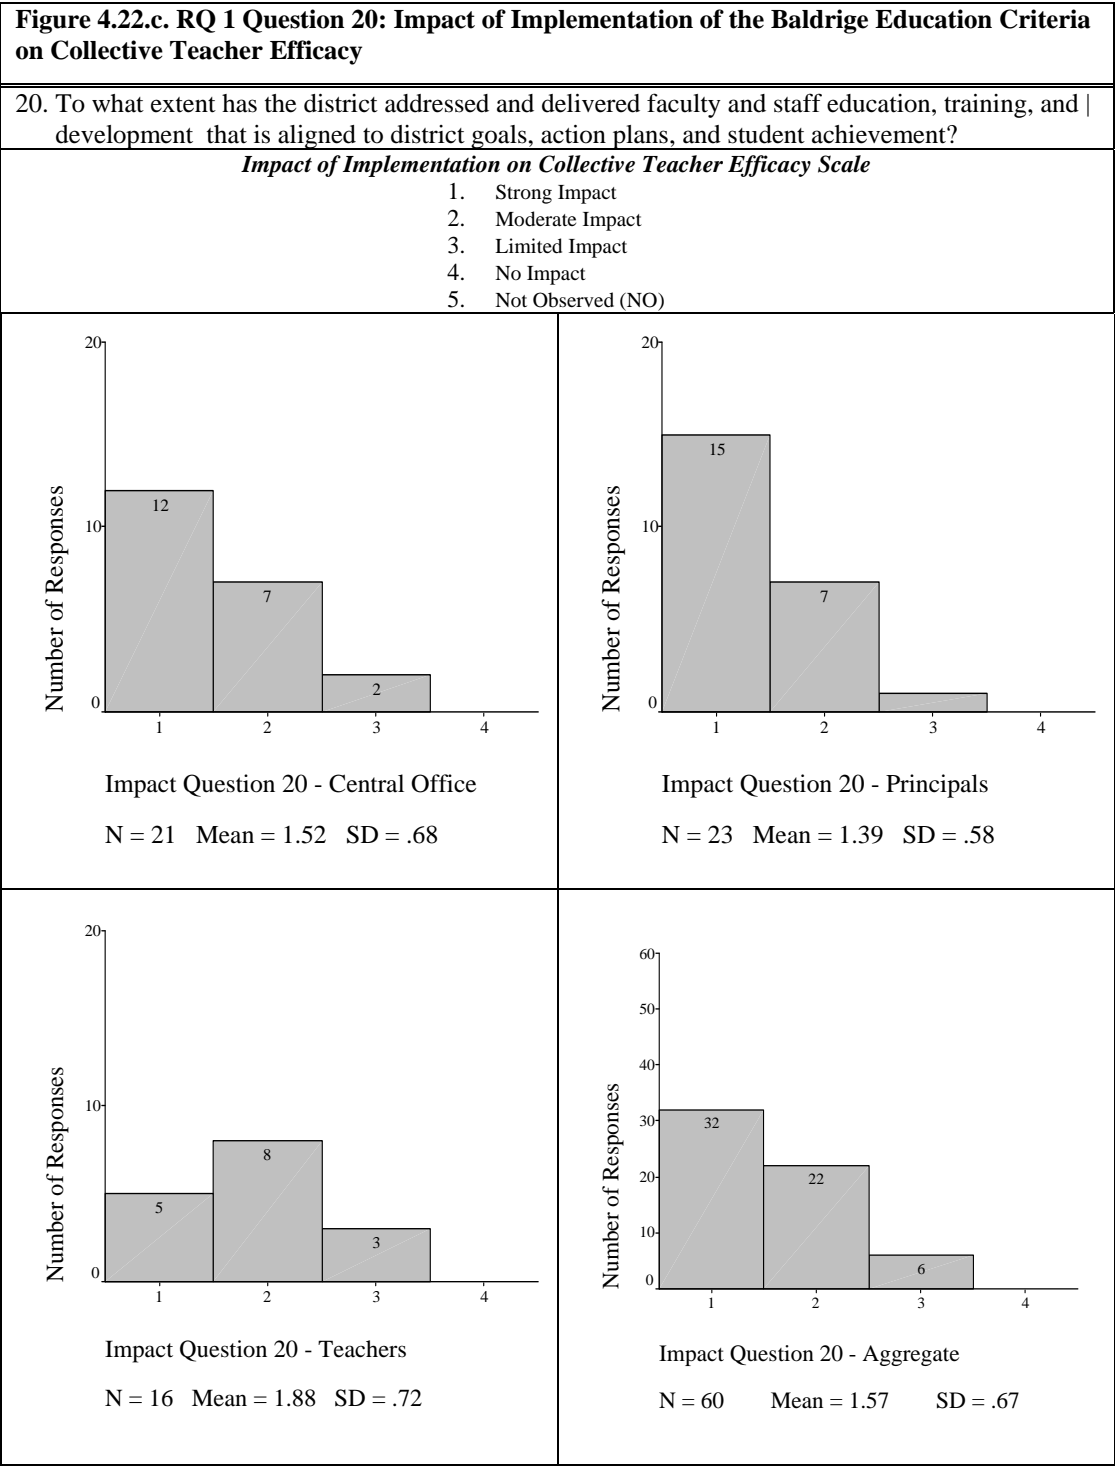 Figure 4.22.c. RQ 1 Question 20: Impact of Implementation of the Baldrige Education Criteria
on Collective Teacher Efficacy
20. To what extent has the district addressed and delivered faculty and staff education, training, and |
development that is aligned to district goals, action plans, and student achievement?
Impact of Implementation on Collective Teacher Efficacy Scale
1. Strong Impact
2. Moderate Impact
3. Limited Impact
4. No Impact
5. Not Observed (NO)
Number of Responses
20
10
0
12
7
2
1 2 3 4
Impact Question 20 - Central Office
N = 21 Mean = 1.52 SD = .68
Number of Responses
20
10
0
15
7
1 2 3 4
Impact Question 20 - Principals
N = 23 Mean = 1.39 SD = .58
Number of Responses
20
10
0
5
8
3
1 2 3 4
Impact Question 20 - Teachers
N = 16 Mean = 1.88 SD = .72
Number of Responses
60
50
40
30
20
10
0
32
22
6
1 2 3 4
Impact Question 20 - Aggregate
N = 60 Mean = 1.57 SD = .67